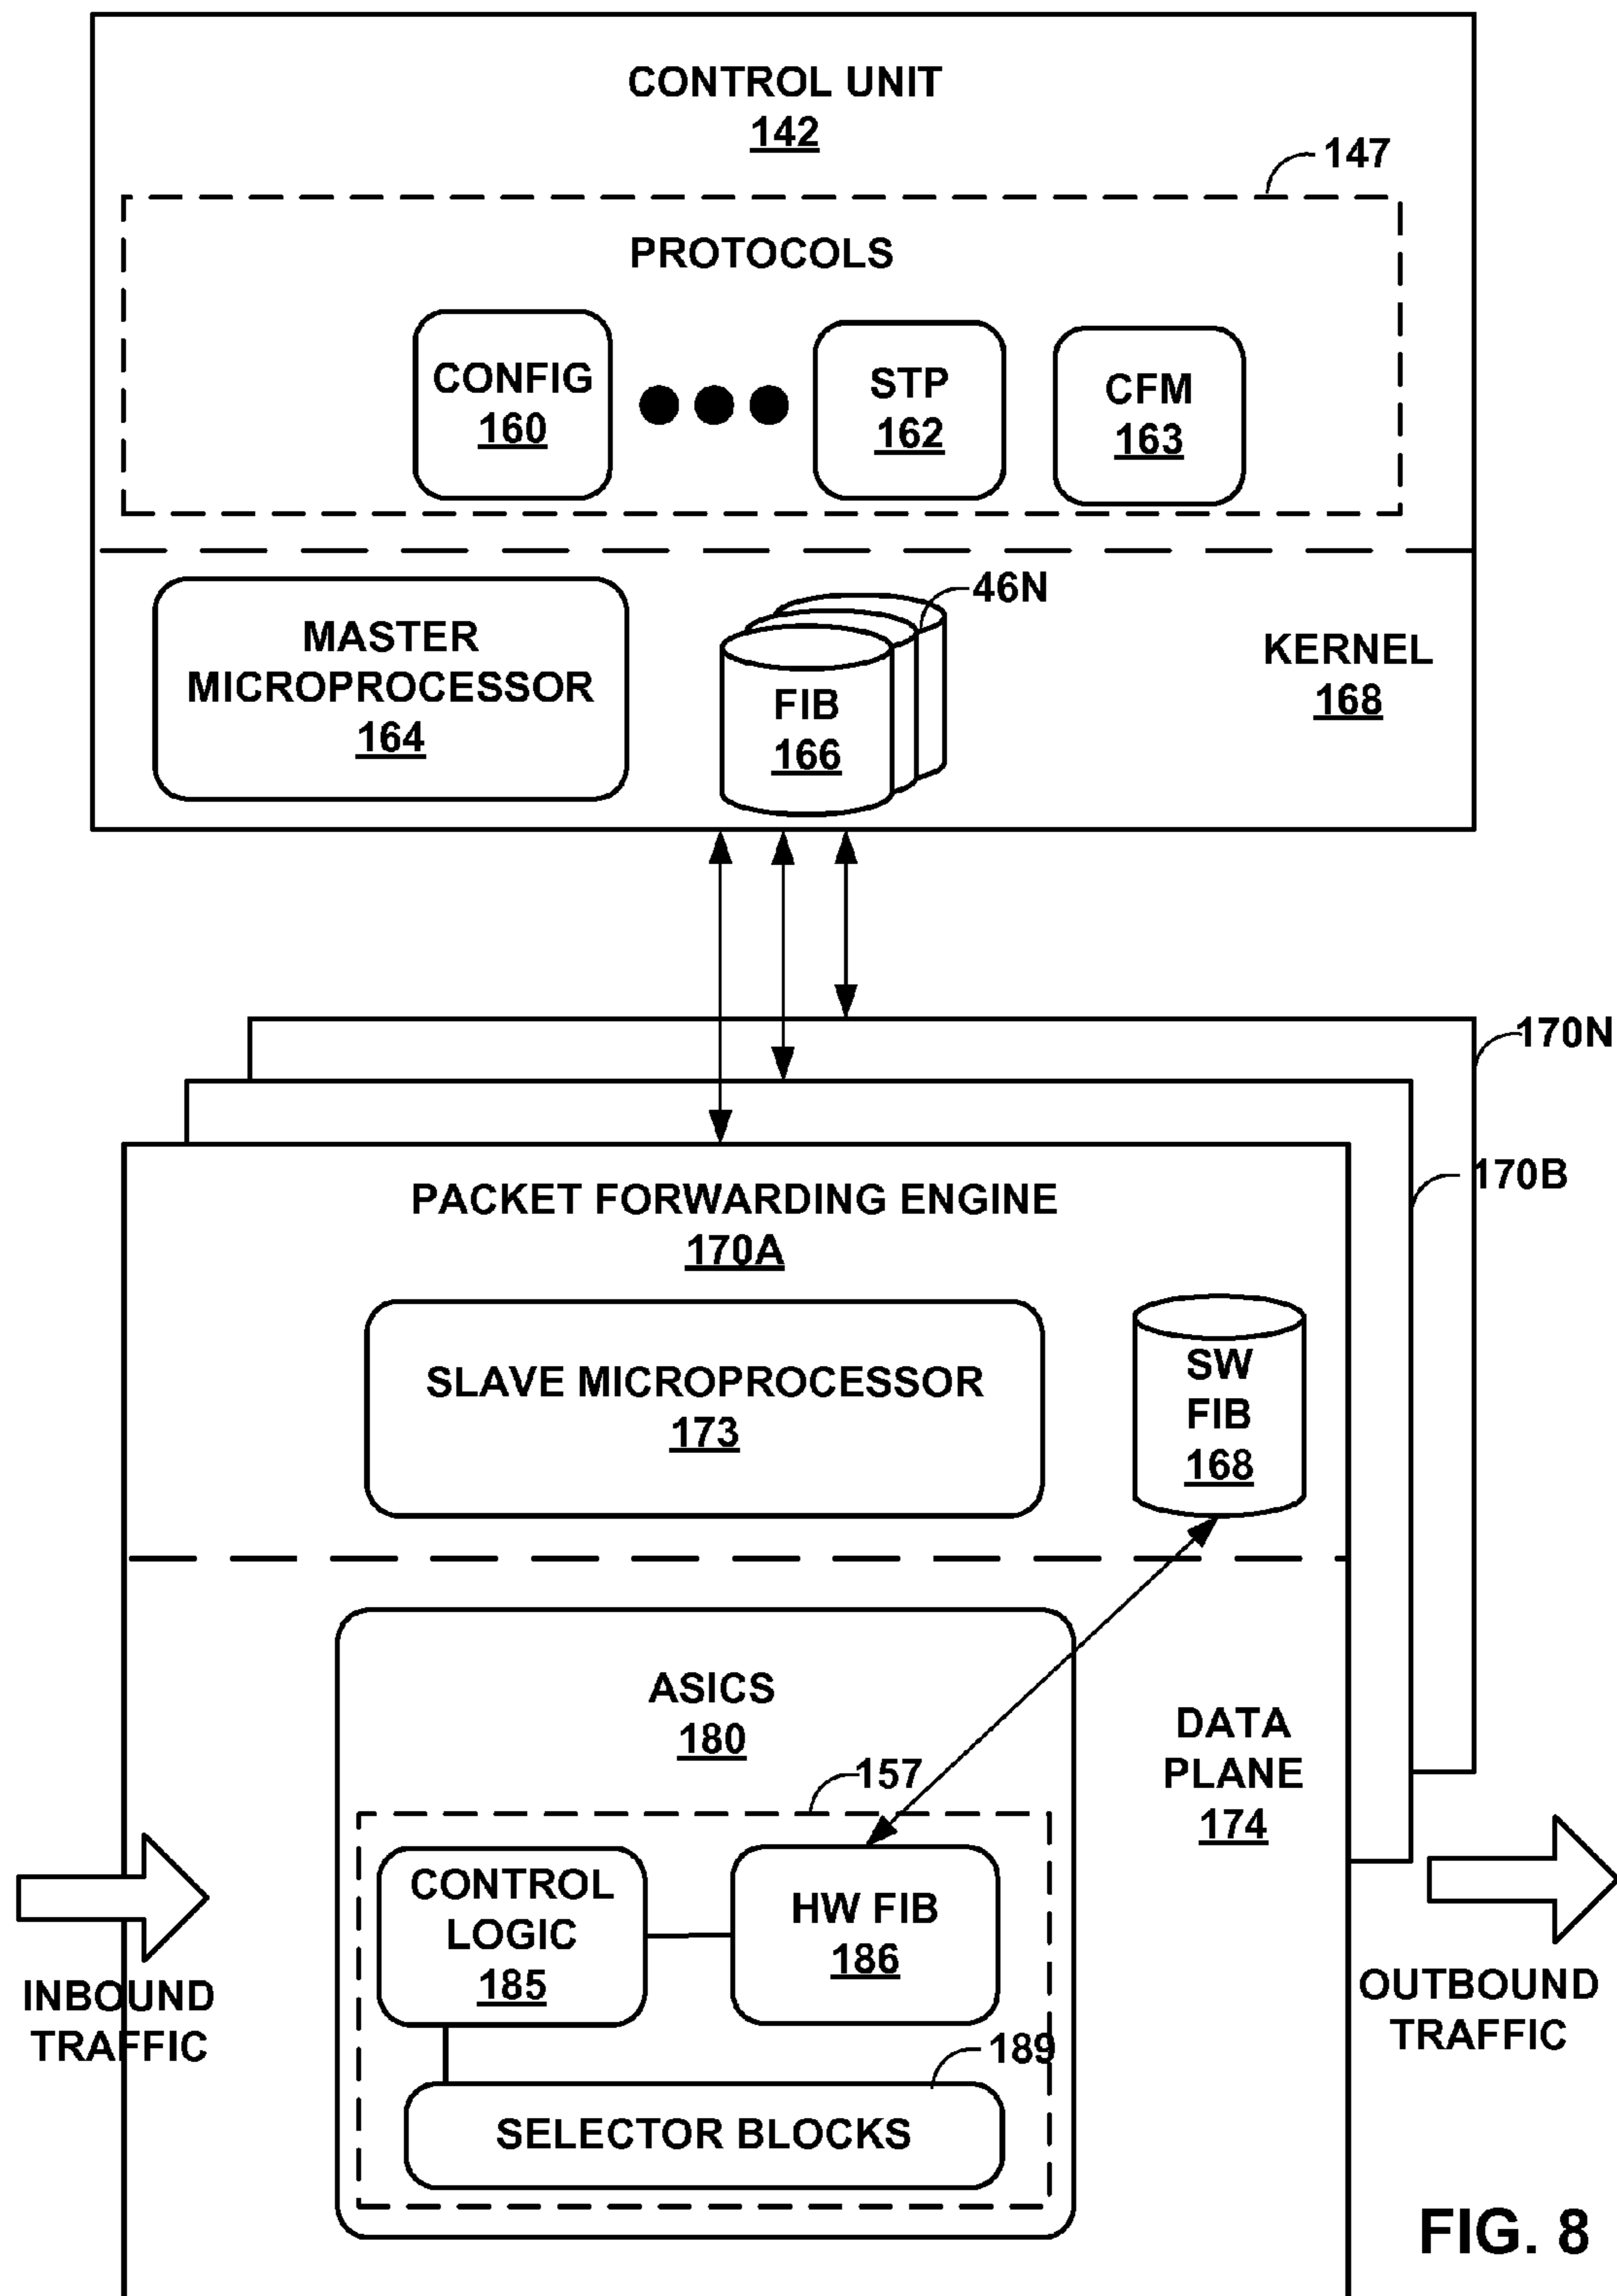 CONTROL UNIT
142
147
PROTOCOLS
CONFIG
160
STP
162
CFM
163
MASTER
MICROPROCESSOR
164
46N
FIB
166
KERNEL
168
170N
170B
PACKET FORWARDING ENGINE
170A
SLAVE MICROPROCESSOR
173
SW
FIB
168
ASICS
180
157
DATA
PLANE
174
CONTROL
LOGIC
185
HW FIB
186
189
SELECTOR BLOCKS
INBOUND
TRAFFIC
OUTBOUND
TRAFFIC
FIG. 8